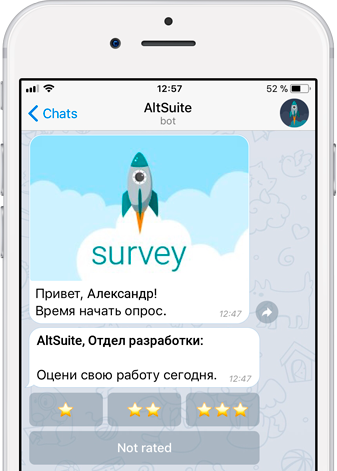 12:57
52 %
Chats
AltSuite
bot
survey
Привет, Александр!
Время начать опрос.
12:47
AltSuite, Отдел разработки:
Оцени свою работу сегодня.
12:47
Not rated